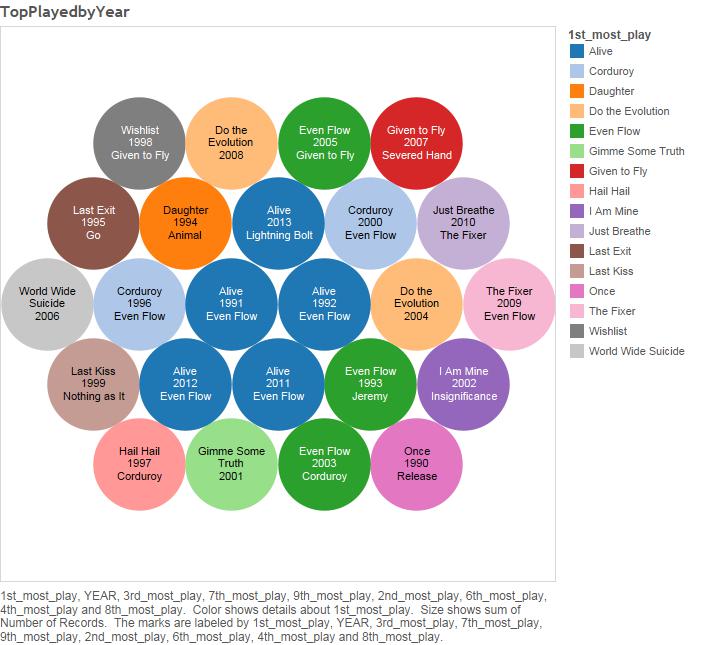 TopPlayedbyYear
Wishlist
1998
Given to Fly
Do the
Evolution
2008
Even Flow
2005
Given to Fly
Given to Fly
2007
Severed Hand
Last Exit
1995
Go
Daughter
1994
Animal
Alive
2013
Lightning Bolt
Corduroy
2000
Even Flow
Just Breathe
2010
The Fixer
World Wide
Suicide
2006
Corduroy
1996
Even Flow
Alive
1991
Even Flow
Alive
1992
Even Flow
Do the
Evolution
2004
The Fixer
2009
Even Flow
Last Kiss
1999
Nothing as It
Alive
2012
Even Flow
Alive
2011
Even Flow
Even Flow
1993
Jeremy
I Am Mine
2002
Insignificance
Hail Hail
1997
Corduroy
Gimme Some
Truth
2001
Even Flow
2003
Corduroy
Once
1990
Release
1st_most_play
Alive
Corduroy
Daughter
Do the Evolution
Even Flow
Gimme Some Truth
Given to Fly
Hail Hail
I Am Mine
Just Breathe
Last Exit
Last Kiss
Once
The Fixer
Wishlist
World Wide Suicide
1st_most_play, YEAR, 3rd_most_play, 7th_most_play, 9th_most_play, 2nd_most_play, 6th_most_play,
4th_most_play and 8th_most_play.  Color shows details about 1st_most_play.  Size shows sum of
Number of Records.  The marks are labeled by 1st_most_play, YEAR, 3rd_most_play, 7th_most_play,
9th_most_play, 2nd_most_play, 6th_most_play, 4th_most_play and 8th_most_play.